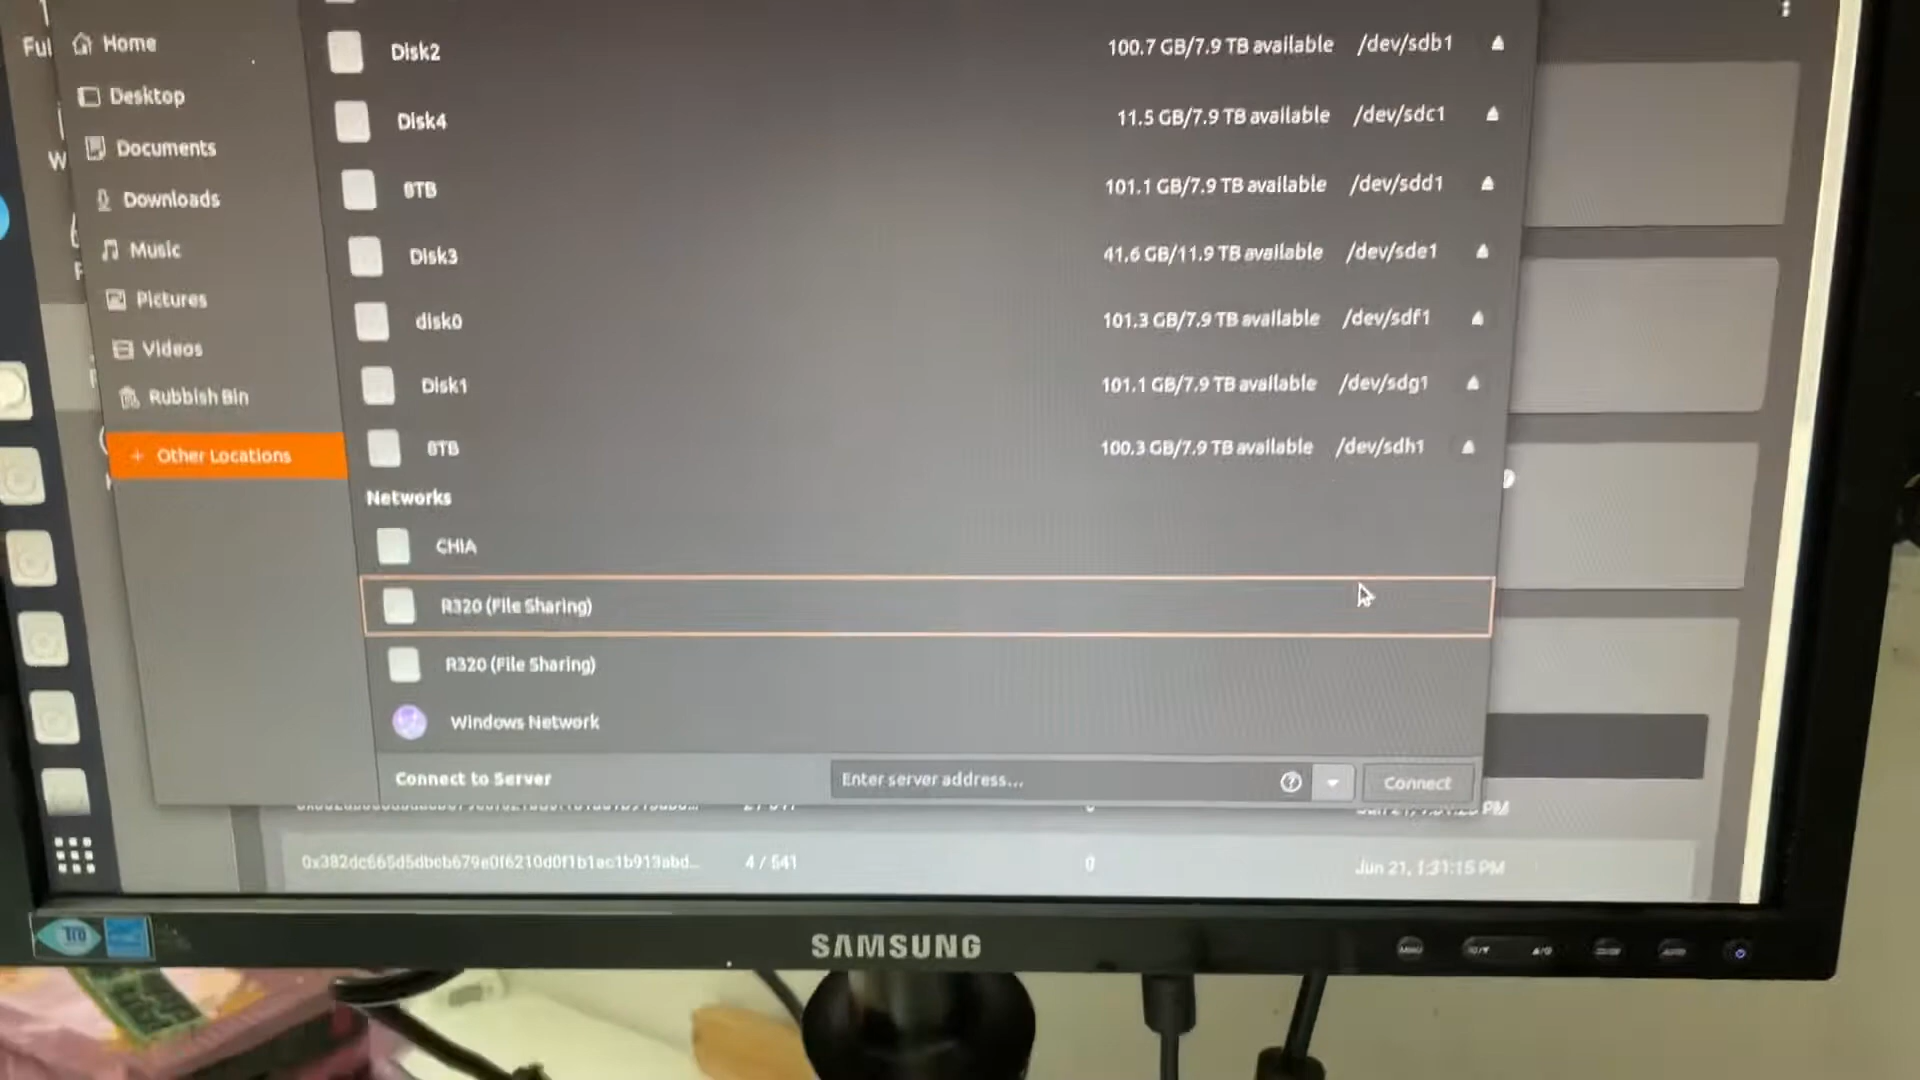 Ful
Home
Desktop
Documents
Downloads
Music
Pictures
Videos
Rubbish Bin
+ Other Locations
W
Disk2 100.7 GB/7.9 TB available /dev/sdb1
Disk4 11.5 GB/7.9 TB available /dev/sdc1
8TB 101.1 GB/7.9 TB available /dev/sdd1
Disk3 41.6 GB/11.9 TB available /dev/sde1
disk0 101.3 GB/7.9 TB available /dev/sdf1
Disk1 101.1 GB/7.9 TB available /dev/sdg1
8TB 100.3 GB/7.9 TB available /dev/sdh1
Networks
CHIA
R320 (File Sharing)
R320 (File Sharing)
Windows Network
Connect to Server Enter server address... Connect
4 / 541 0 Jun 21, 1:31:15 PM
SAMSUNG
MENU
AUTO